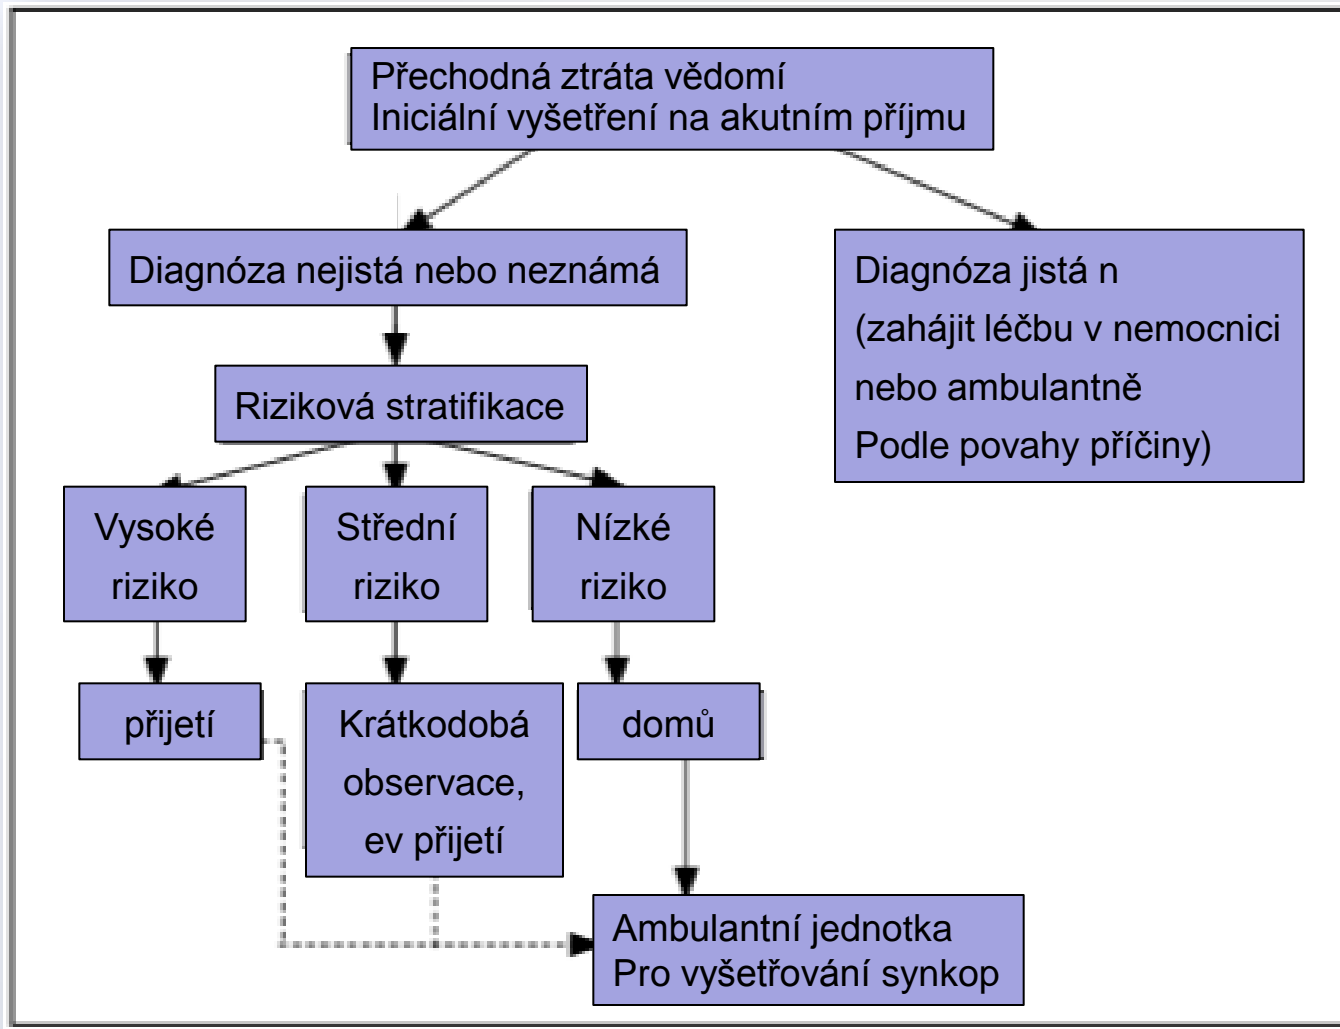 Přechodná ztráta vědomí
Iniciální vyšetření na akutním příjmu
Diagnóza nejistá nebo neznámá
Diagnóza jistá n
(zahájit léčbu v nemocnici
nebo ambulantně
Podle povahy příčiny)
Riziková stratifikace
Vysoké
riziko
Střední
riziko
Nízké
riziko
přijetí
Krátkodobá
observace,
ev přijetí
domů
Ambulantní jednotka
Pro vyšetřování synkop